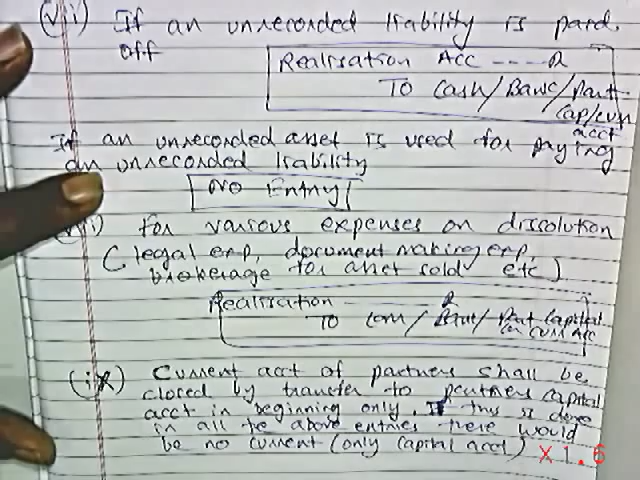 (vii) If an unrecorded liability is paid
off
Realisation Acc ---- Dr
To Cash/Bank/Part
Cap/curr
acct
If an unrecorded asset is used for paying
an unrecorded liability
No Entry
for various expenses on dissolution
(legal exp, document making exp,
brokerage for asset sold etc)
Realisation Dr
To Cash / Bank / Part Capital
or Curr Acc
(ix) Current acct of partners shall be
closed by transfer to partners capital
acct in beginning only. If this is done
in all the above entries there would
be no current (only capital acct)
X1.6